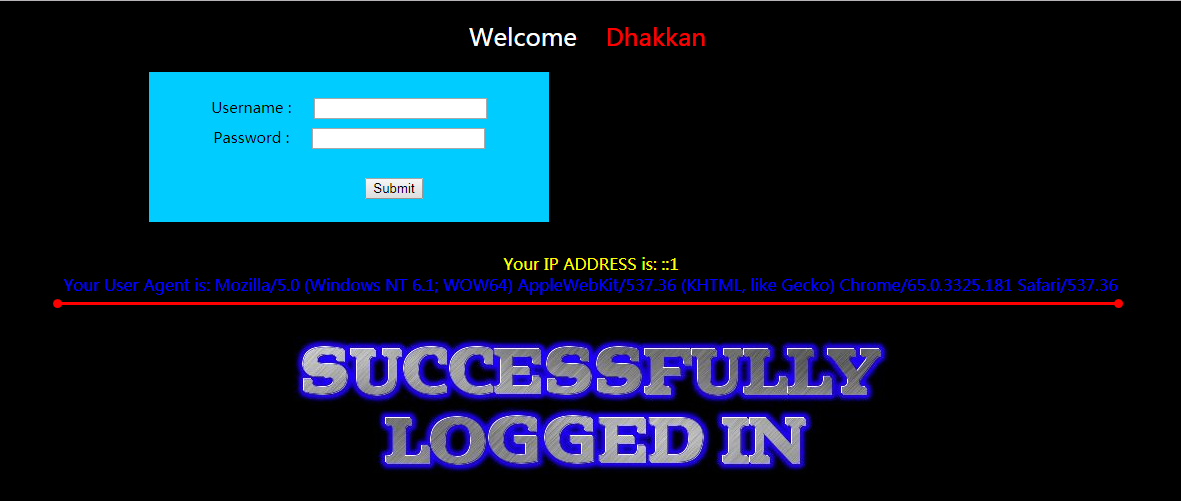 Welcome Dhakkan
Username :
Password :
Submit
Your IP ADDRESS is: ::1
Your User Agent is: Mozilla/5.0 (Windows NT 6.1; WOW64) AppleWebKit/537.36 (KHTML, like Gecko) Chrome/65.0.3325.181 Safari/537.36
SUCCESSFULLY
LOGGED IN